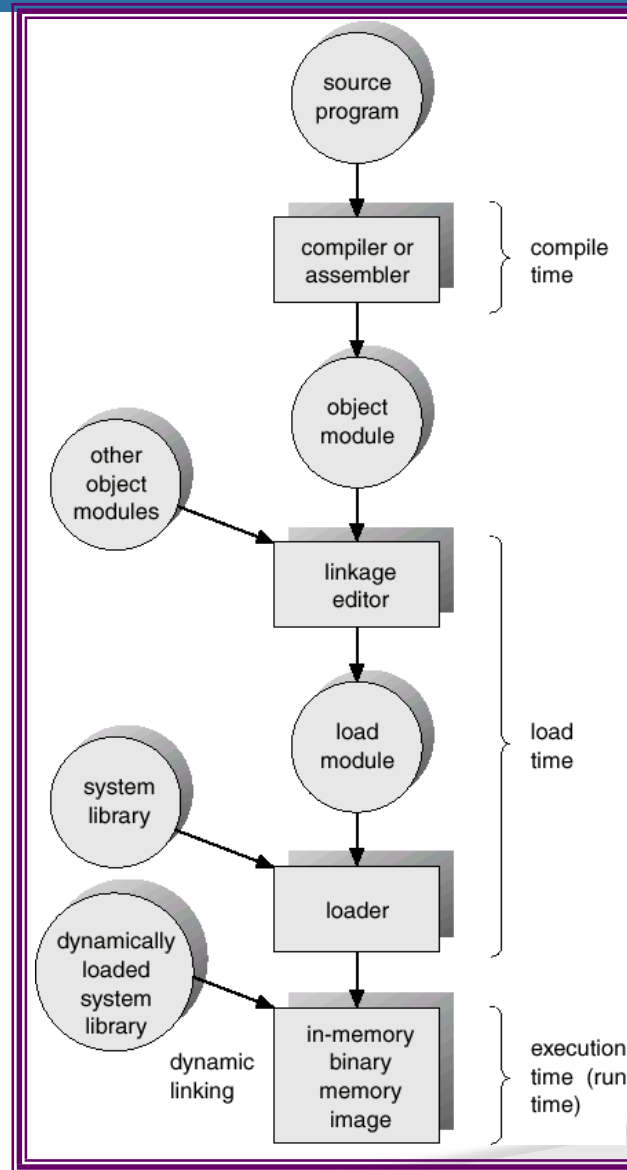 source
program
compiler or
assembler
compile
time
object
module
other
object
modules
linkage
editor
load
module
load
time
system
library
loader
dynamically
loaded
system
library
dynamic
linking
in-memory
binary
memory
image
execution
time (run
time)